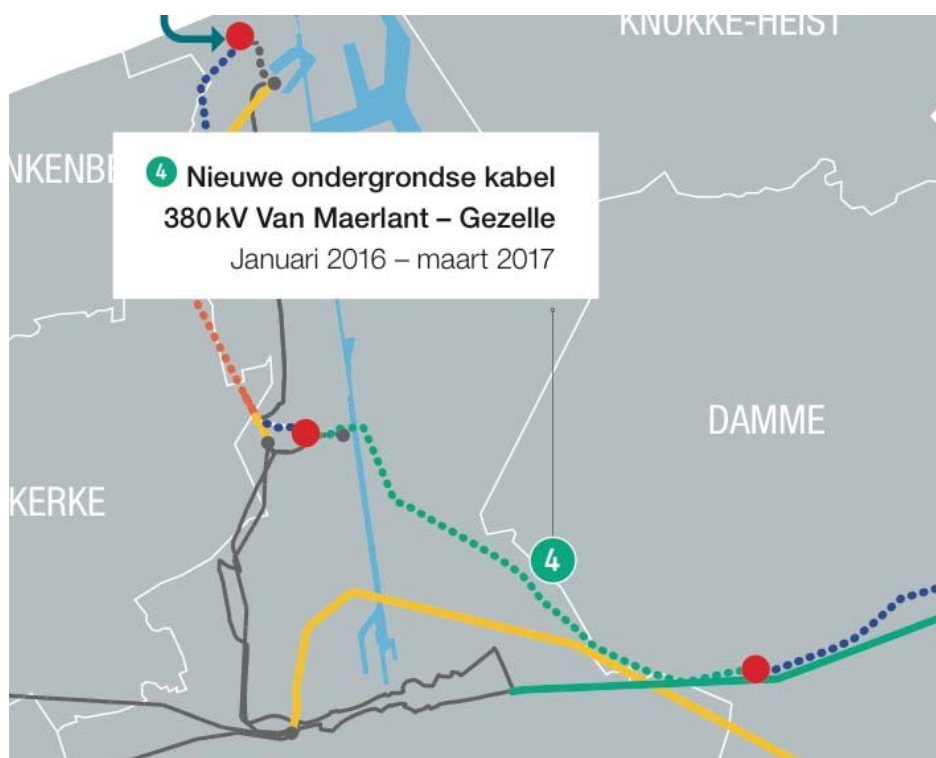 KNOKKE-HEIST
4 Nieuwe ondergrondse kabel
380 kV Van Maerlant – Gezelle
Januari 2016 – maart 2017
NKENBE
DAMME
KERKE
4